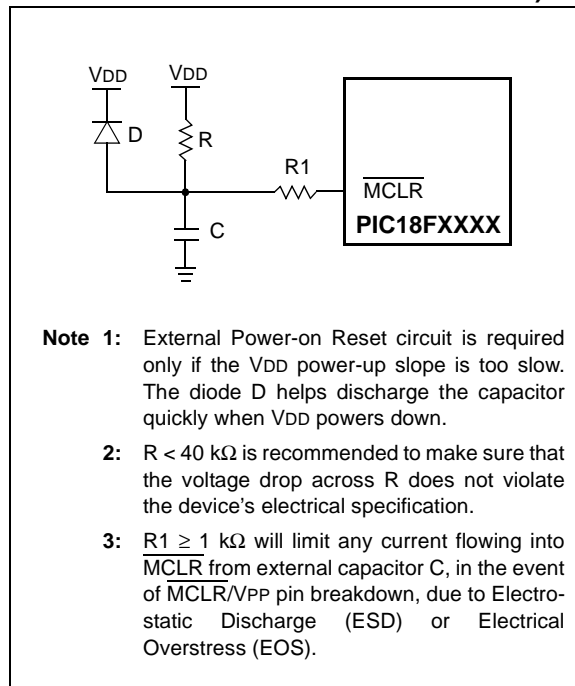 VDD VDD
D
R
R1
C
MCLR
PIC18FXXXX
Note 1: External Power-on Reset circuit is required
only if the VDD power-up slope is too slow.
The diode D helps discharge the capacitor
quickly when VDD powers down.
2: R < 40 kΩ is recommended to make sure that
the voltage drop across R does not violate
the device's electrical specification.
3: R1 ≥ 1 kΩ will limit any current flowing into
MCLR from external capacitor C, in the event
of MCLR/VPP pin breakdown, due to Electro-
static Discharge (ESD) or Electrical
Overstress (EOS).